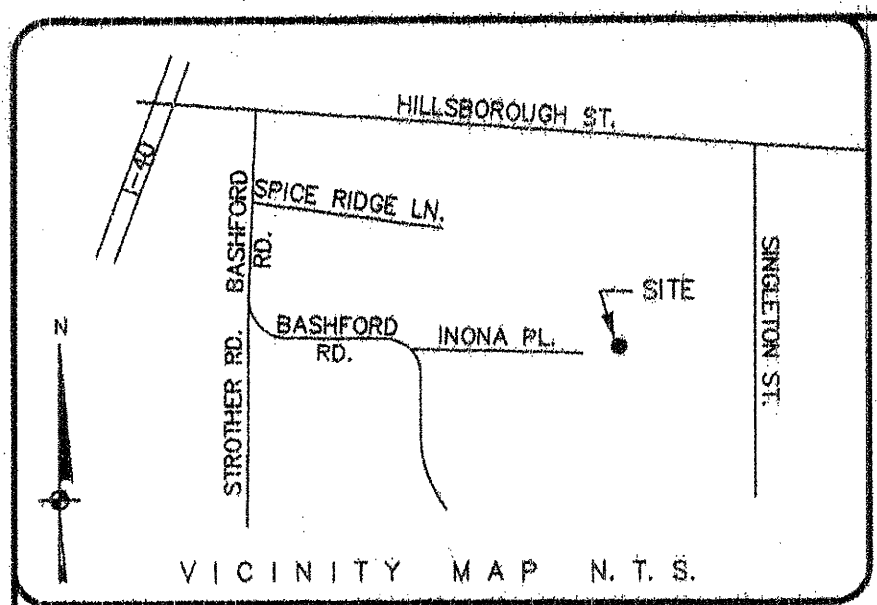 HILLSBOROUGH ST.
I-40
BASHFORD
RD.
SPICE RIDGE LN.
SINGLETON ST.
SITE
N
BASHFORD
RD.
INONA PL.
STROTHER RD.
VICINITY MAP N.T.S.